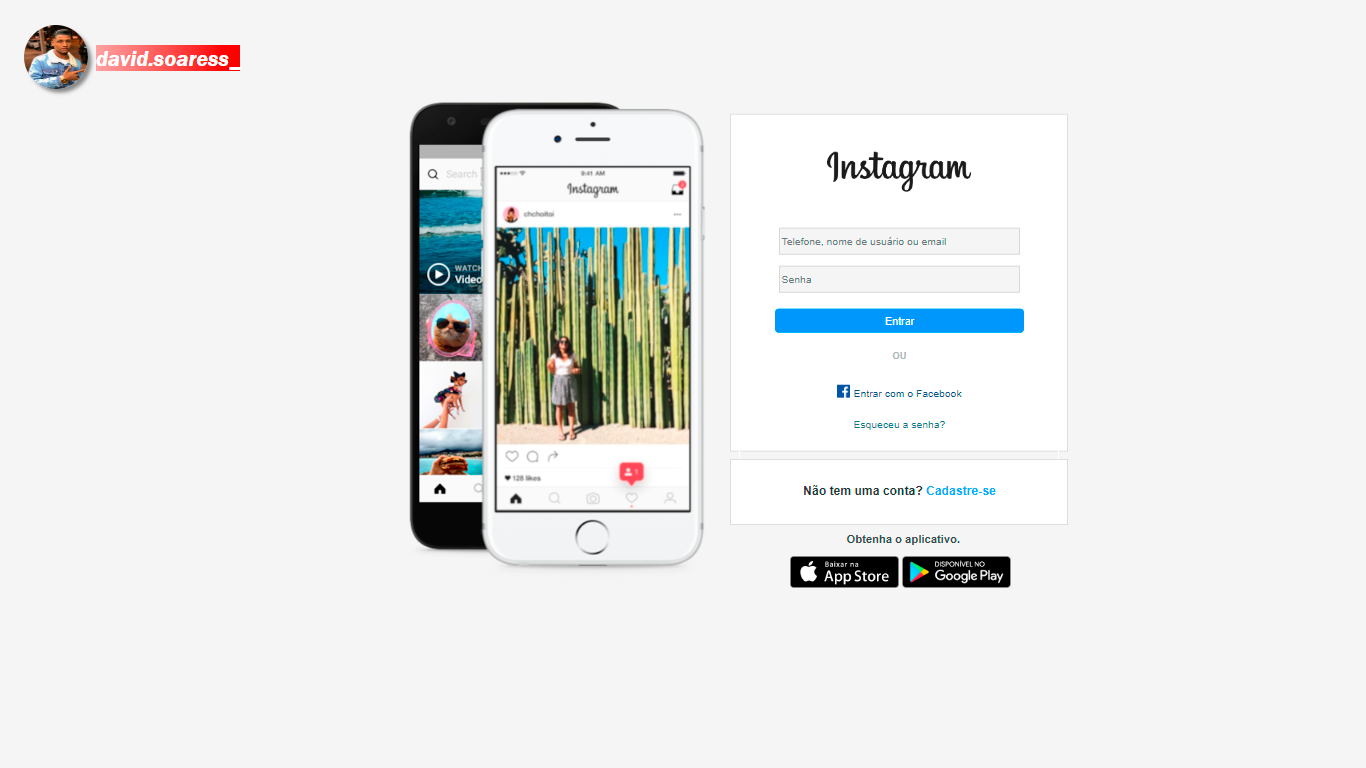 david.soaress_
Search
WATCH
Video
9:41 AM
Instagram
chchoitoi
128 likes
1
Instagram
Telefone, nome de usuário ou email
Senha
Entrar
OU
Entrar com o Facebook
Esqueceu a senha?
Não tem uma conta? Cadastre-se
Obtenha o aplicativo.
Baixar na
App Store
DISPONÍVEL NO
Google Play